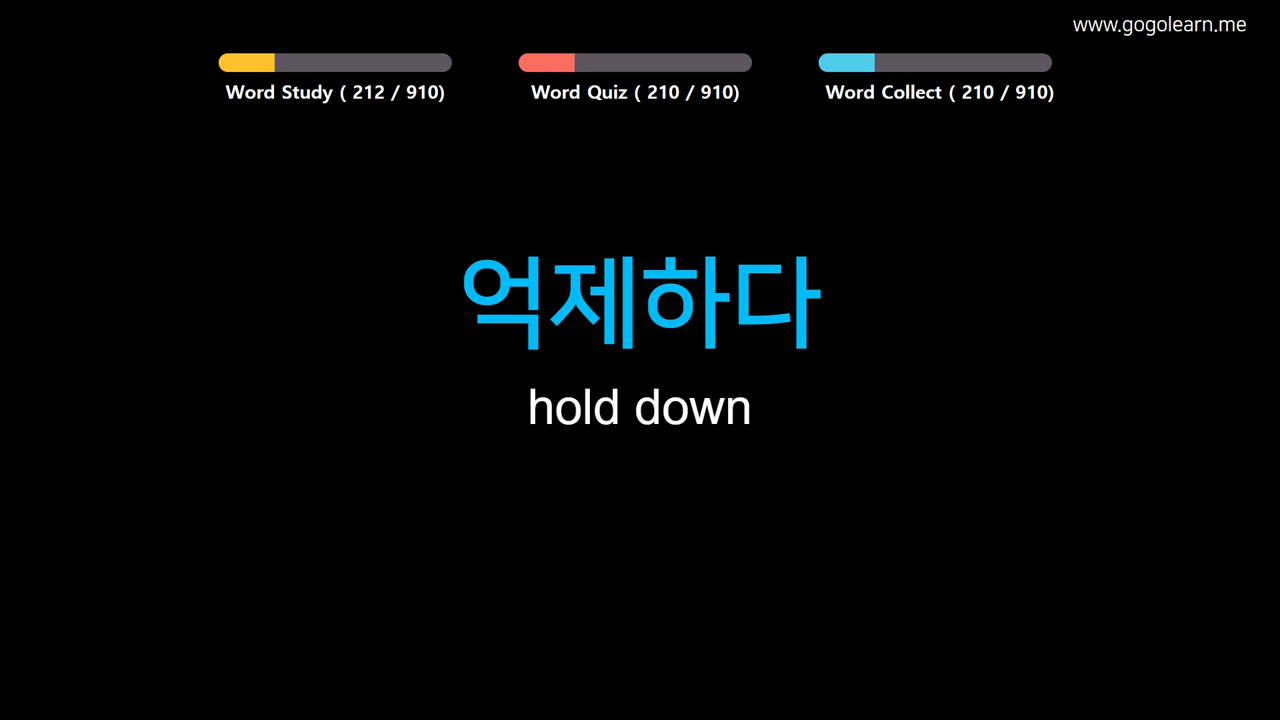 www.gogolearn.me
Word Study ( 212 / 910)
Word Quiz ( 210 / 910)
Word Collect ( 210 / 910)
억제하다
hold down